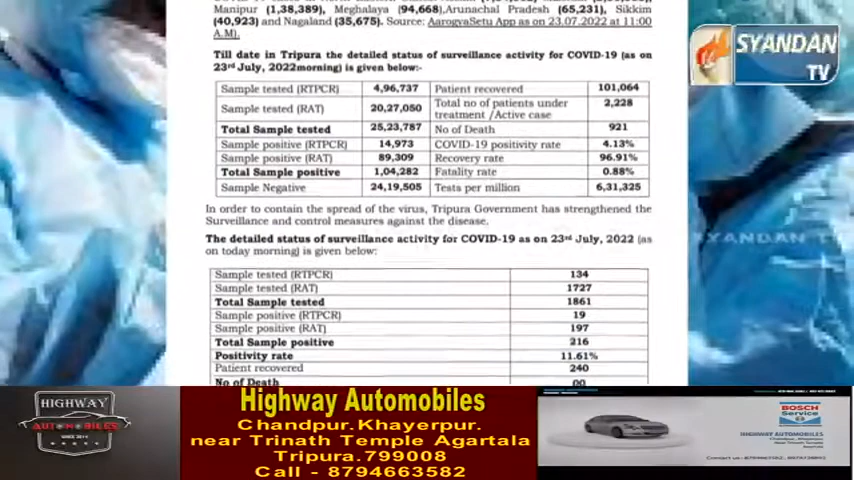 Manipur (1,38,389), Meghalaya (94,668),Arunachal Pradesh (65,231), Sikkim
(40,923) and Nagaland (35,675). Source: AarogyaSetu App as on 23.07.2022 at 11:00
A.M).
SYANDAN
TV
Till date in Tripura the detailed status of surveillance activity for COVID-19 (as on
23rd July, 2022morning) is given below:-
Sample tested (RTPCR) 4,96,737 Patient recovered 101,064
Sample tested (RAT) 20,27,050 Total no of patients under treatment /Active case 2,228
Total Sample tested 25,23,787 No of Death 921
Sample positive (RTPCR) 14,973 COVID-19 positivity rate 4.13%
Sample positive (RAT) 89,309 Recovery rate 96.91%
Total Sample positive 1,04,282 Fatality rate 0.88%
Sample Negative 24,19,505 Tests per million 6,31,325
In order to contain the spread of the virus, Tripura Government has strengthened the
Surveillance and control measures against the disease.
The detailed status of surveillance activity for COVID-19 as on 23rd July, 2022 (as
on today morning) is given below:
SYANDAN
Sample tested (RTPCR) 134
Sample tested (RAT) 1727
Total Sample tested 1861
Sample positive (RTPCR) 19
Sample positive (RAT) 197
Total Sample positive 216
Positivity rate 11.61%
Patient recovered 240
No of Death 00
HIGHWAY
AUTOMOBILES
Highway Automobiles
Chandpur.Khayerpur.
near Trinath Temple Agartala
Tripura.799008
Call - 8794663582
BOSCH
Service
HIGHWAY AUTOMOBILES